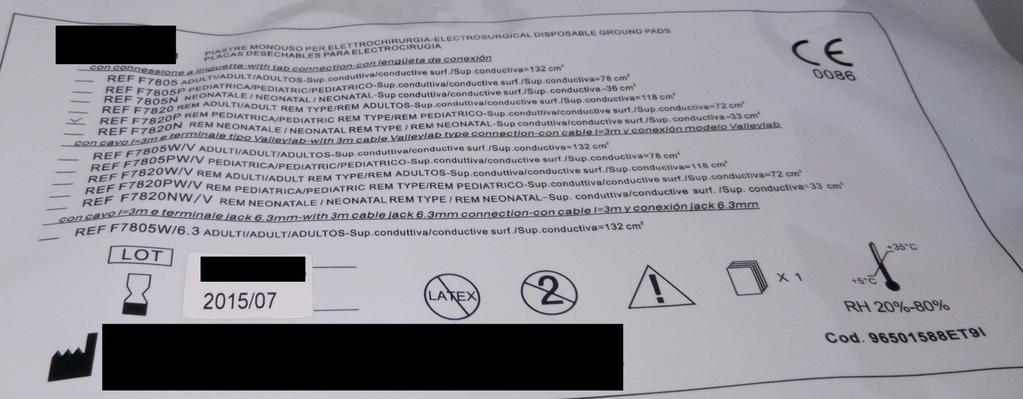 PIASTRE MONOUSO PER ELETTROCHIRURGIA-ELECTROSURGICAL DISPOSABLE GROUND PADS
PLACAS DESECHABLES PARA ELECTROCIRUGIA
con connessione a linguetta-with tab connection-con lengüeta de conexión
REF F7805 ADULTI/ADULT/ADULTOS-Sup.conduttiva/conductive surf./Sup.conductiva=132 cm²
REF F7805P PEDIATRICA/PEDIATRIC/PEDIATRICO-Sup.conduttiva/conductive surf./Sup.conductiva=78 cm²
REF 7805N NEONATALE / NEONATAL / NEONATAL-Sup conduttiva/conductive surf./Sup.conductiva -36 cm²
REF F7820 REM ADULTI/ADULT REM TYPE/REM ADULTOS-Sup.conduttiva/conductive surf./Sup.conductiva=118 cm²
REF F7820P REM PEDIATRICA/PEDIATRIC REM TYPE/REM PEDIATRICO-Sup.conduttiva/conductive surf./Sup.conductiva=72 cm²
REF F7820N REM NEONATALE / NEONATAL REM TYPE / REM NEONATAL-Sup conduttiva/conductive surf./Sup.conductiva -33 cm²
con cavo l=3m e terminale tipo Valleylab-with 3m cable Valleylab type connection-con cable l=3m y conexión modelo Valleylab
REF F7805W/V ADULTI/ADULT/ADULTOS-Sup.conduttiva/conductive surf./Sup.conductiva=132 cm²
REF F7805PW/V PEDIATRICA/PEDIATRIC/PEDIATRICO-Sup.conduttiva/conductive surf./Sup.conductiva=78 cm²
REF F7820W/V REM ADULTI/ADULT REM TYPE/REM ADULTOS-Sup.conduttiva/conductive surf./Sup.conductiva=118 cm²
REF F7820PW/V REM PEDIATRICA/PEDIATRIC REM TYPE/REM PEDIATRICO-Sup.conduttiva/conductive surf./Sup.conductiva=72 cm²
REF F7820NW/V REM NEONATALE / NEONATAL REM TYPE / REM NEONATAL-Sup. conduttiva/conductive surf. /Sup. conductiva=33 cm²
con cavo l=3m e terminale jack 6.3mm-with 3m cable jack 6.3mm connection-con cable l=3m y conexión jack 6.3mm
REF F7805W/6.3 ADULTI/ADULT/ADULTOS-Sup.conduttiva/conductive surf./Sup.conductiva=132 cm²
CE
0086
LOT
2015/07
LATEX
2
!
X 1
+35°C
+5°C
RH 20%-80%
Cod. 96501588ET9I